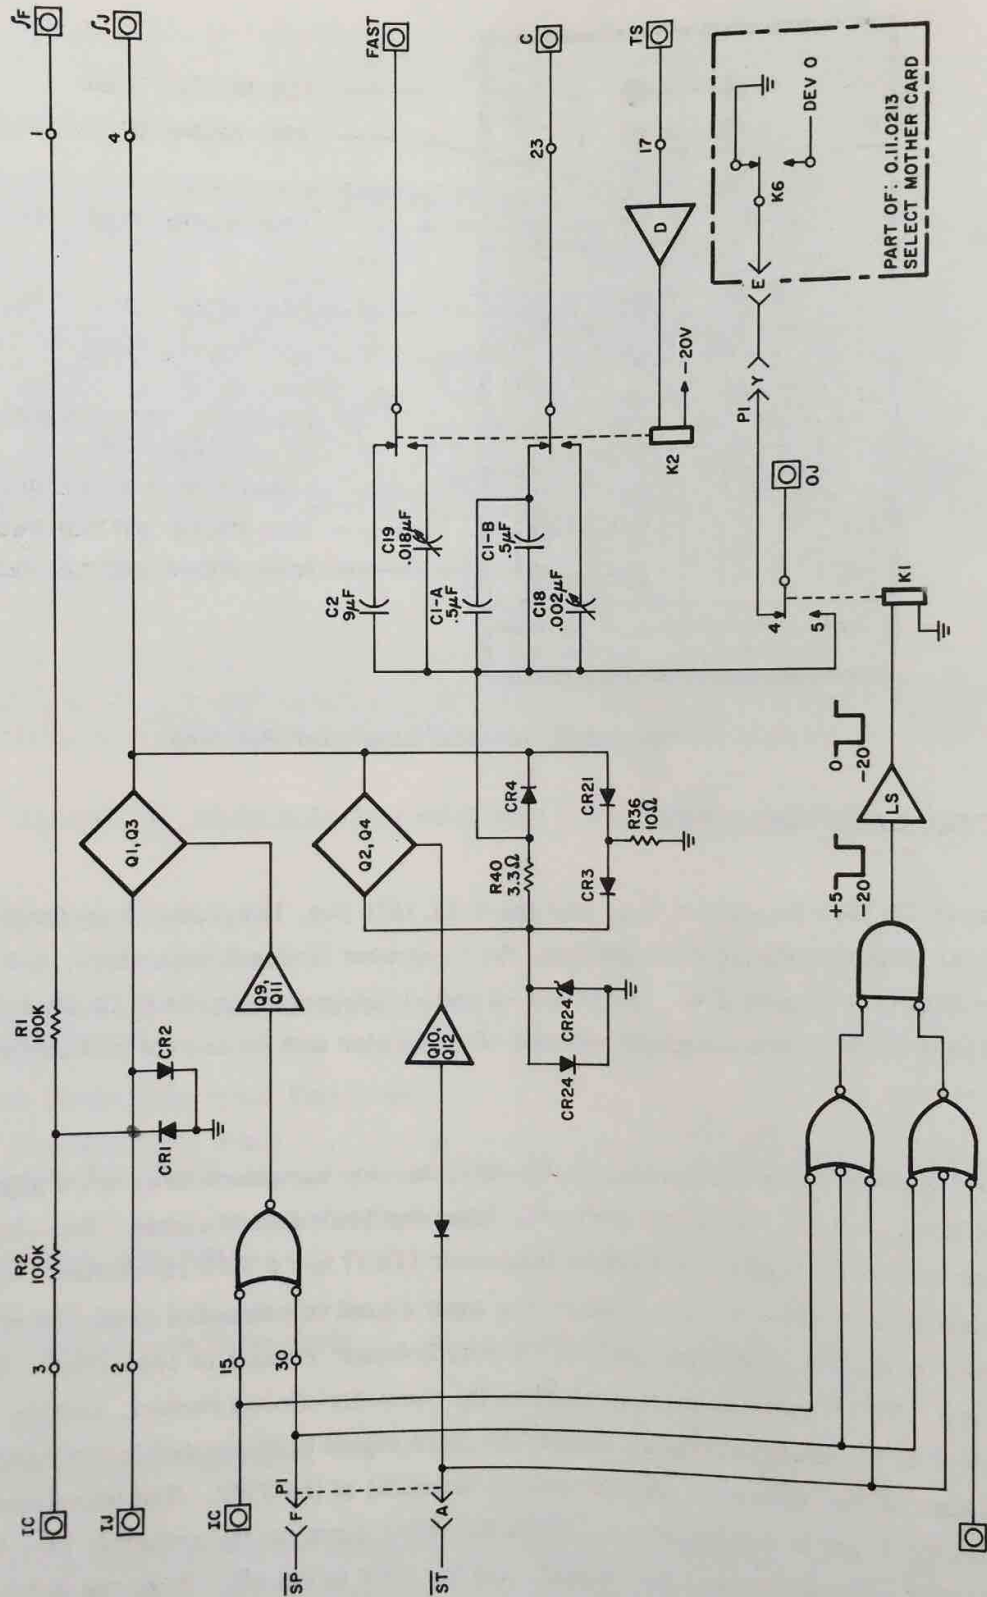 ∫F
∫J
FAST
C
TS
1
4
23
17
D
DEV 0
K6
PART OF: 0.11.0213
SELECT MOTHER CARD
E
Y
P1
-20V
K2
OJ
K1
4
5
C19
.018µF
C2
9µF
C1-A
.5µF
C1-B
.5µF
C18
.002µF
Q1, Q3
Q2, Q4
CR4
CR21
R40
3.3Ω
R36
10Ω
CR3
0
-20
LS
+5
-20
R1
100K
CR2
CR1
Q9,
Q11
Q10,
Q12
CR24
CR24
R2
100K
3
2
15
30
IC
IJ
IC
P1
F
A
SP
ST